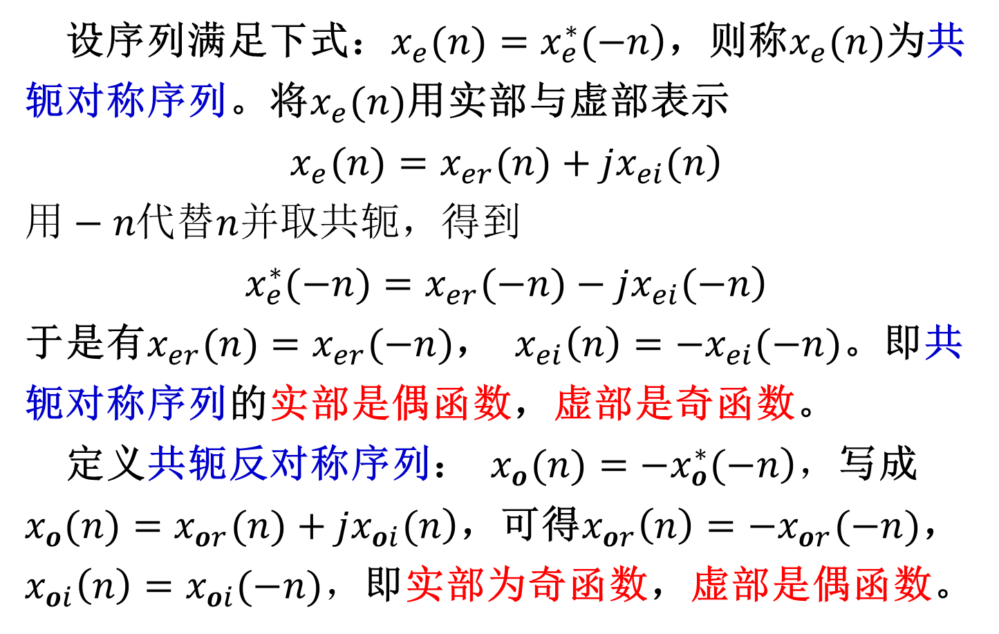 设序列满足下式：$x_e(n) = x_e^*(-n)$，则称$x_e(n)$为共
轭对称序列。将$x_e(n)$用实部与虚部表示
$x_e(n) = x_{er}(n) + jx_{ei}(n)$
用$-n$代替$n$并取共轭，得到
$x_e^*(-n) = x_{er}(-n) - jx_{ei}(-n)$
于是有$x_{er}(n) = x_{er}(-n)$， $x_{ei}(n) = -x_{ei}(-n)$。即共
轭对称序列的实部是偶函数，虚部是奇函数。
定义共轭反对称序列： $x_{\boldsymbol{o}}(n) = -x_{\boldsymbol{o}}^*(-n)$，写成
$x_{\boldsymbol{o}}(n) = x_{\boldsymbol{o}r}(n) + jx_{\boldsymbol{o}i}(n)$，可得$x_{\boldsymbol{o}r}(n) = -x_{\boldsymbol{o}r}(-n)$，
$x_{\boldsymbol{o}i}(n) = x_{\boldsymbol{o}i}(-n)$，即实部为奇函数，虚部是偶函数。